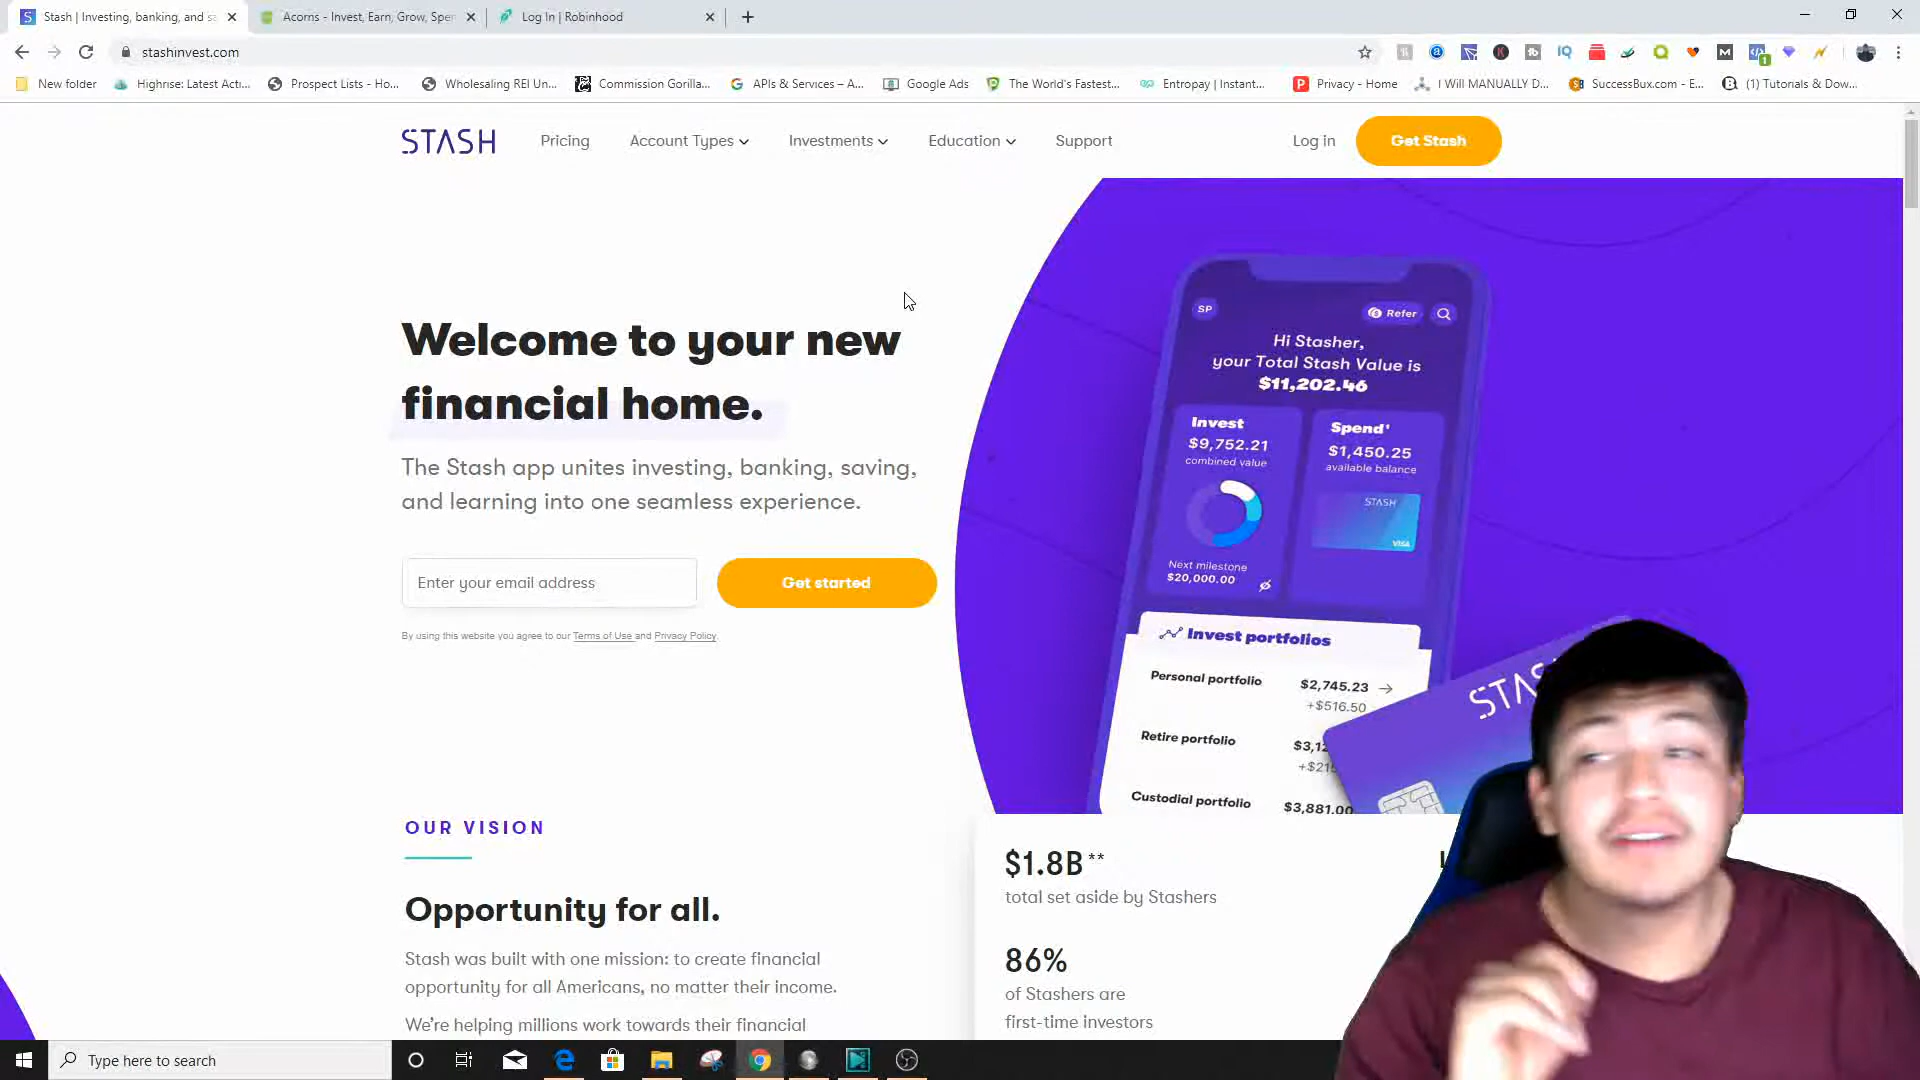 Stash | Investing, banking, and sa
Acorns - Invest, Earn, Grow, Spen
Log In | Robinhood
stashinvest.com
New folder
Highrise: Latest Acti...
Prospect Lists - Ho...
Wholesaling REI Un...
Commission Gorilla...
APIs & Services – A...
Google Ads
The World's Fastest...
Entropay | Instant...
Privacy - Home
I Will MANUALLY D...
SuccessBux.com - E...
(1) Tutorials & Dow...
STASH
Pricing
Account Types
Investments
Education
Support
Log in
Get Stash
Welcome to your new
financial home.
The Stash app unites investing, banking, saving,
and learning into one seamless experience.
Enter your email address
Get started
By using this website you agree to our Terms of Use and Privacy Policy.
SP
Refer
Hi Stasher,
your Total Stash Value is
$11,202.46
Invest
$9,752.21
combined value
Next milestone
$20,000.00
Spend¹
$1,450.25
available balance
STASH
VISA
Invest portfolios
Personal portfolio
$2,745.23
+$516.50
Retire portfolio
$3,12
+$215
Custodial portfolio
$3,881.00
STAS
OUR VISION
Opportunity for all.
Stash was built with one mission: to create financial
opportunity for all Americans, no matter their income.
We're helping millions work towards their financial
$1.8B**
total set aside by Stashers
86%
of Stashers are
first-time investors
Type here to search